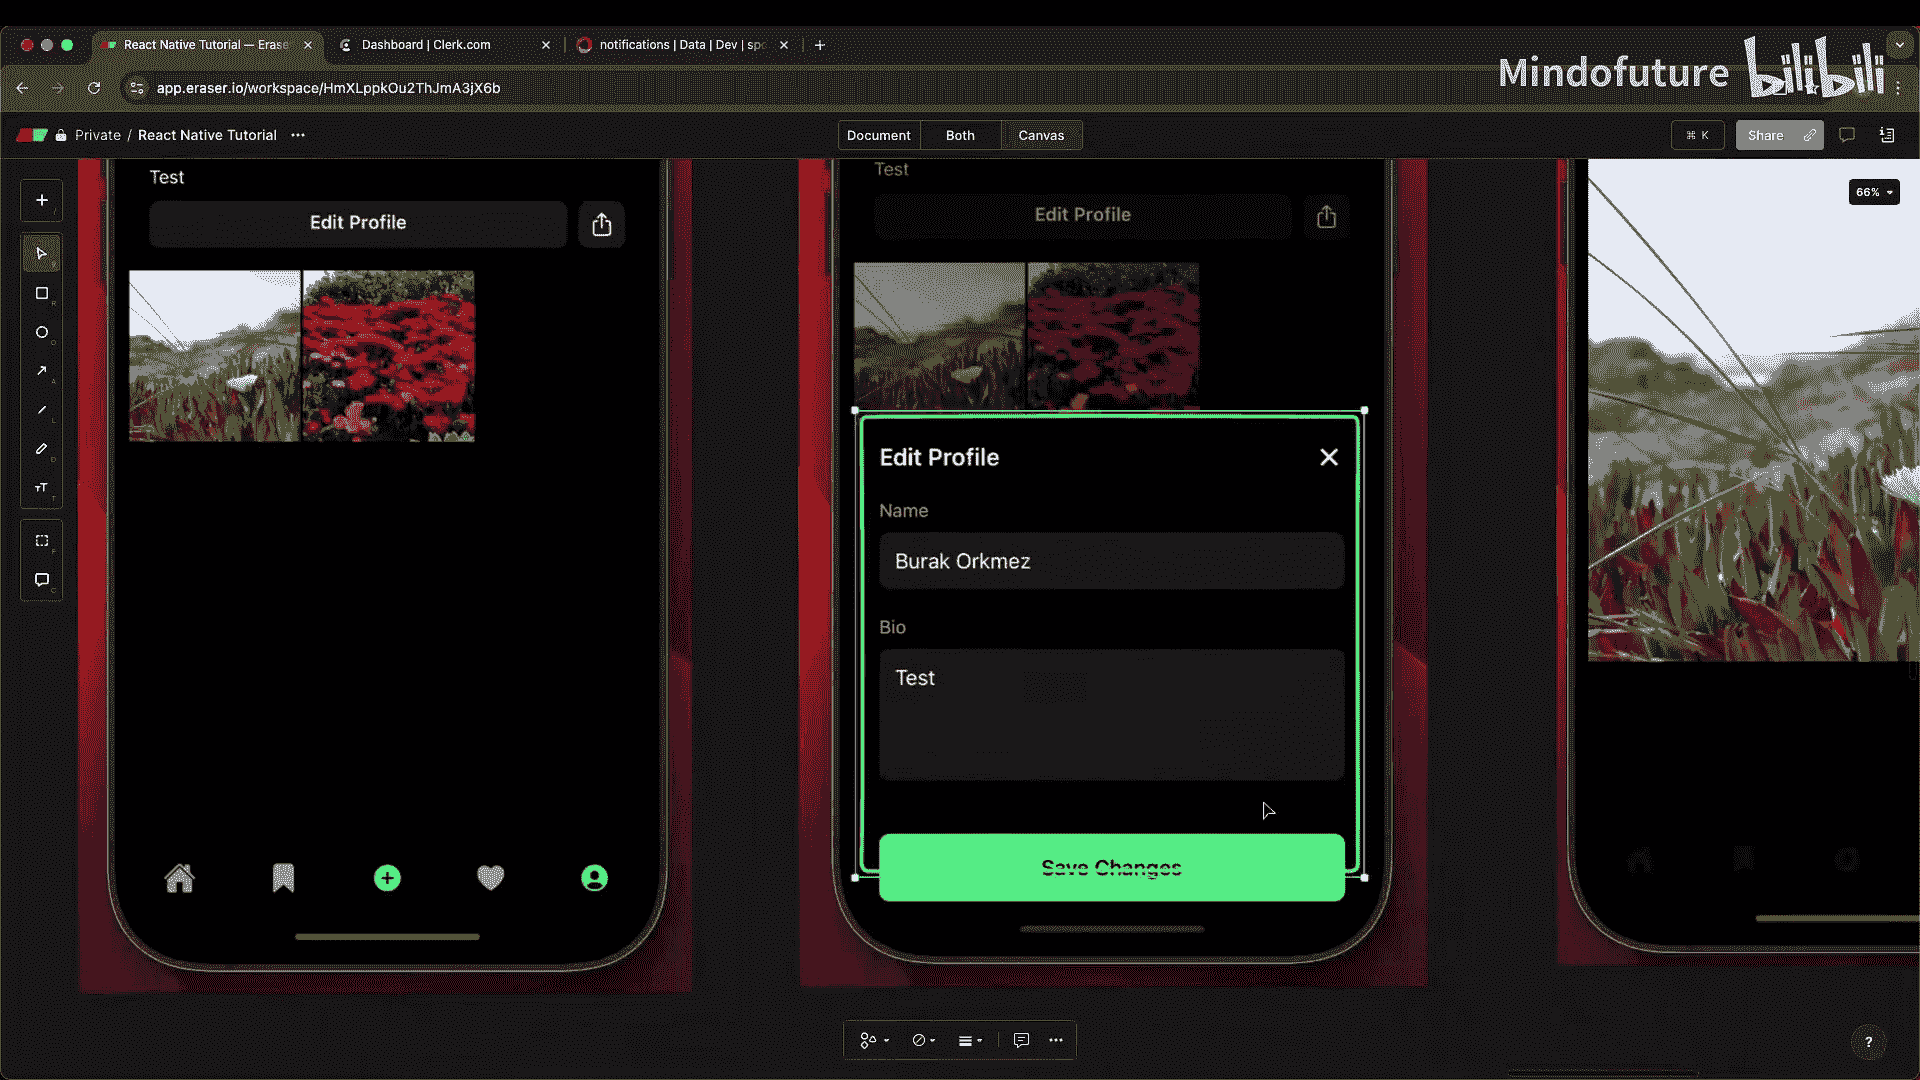 React Native Tutorial — Erase
Dashboard | Clerk.com
notifications | Data | Dev | spo
Mindofuture bilibili
app.eraser.io/workspace/HmXLppkOu2ThJmA3jX6b
Private / React Native Tutorial
Document
Both
Canvas
⌘ K
Share
66%
Test
Edit Profile
Test
Edit Profile
Edit Profile
Name
Burak Orkmez
Bio
Test
Save Changes